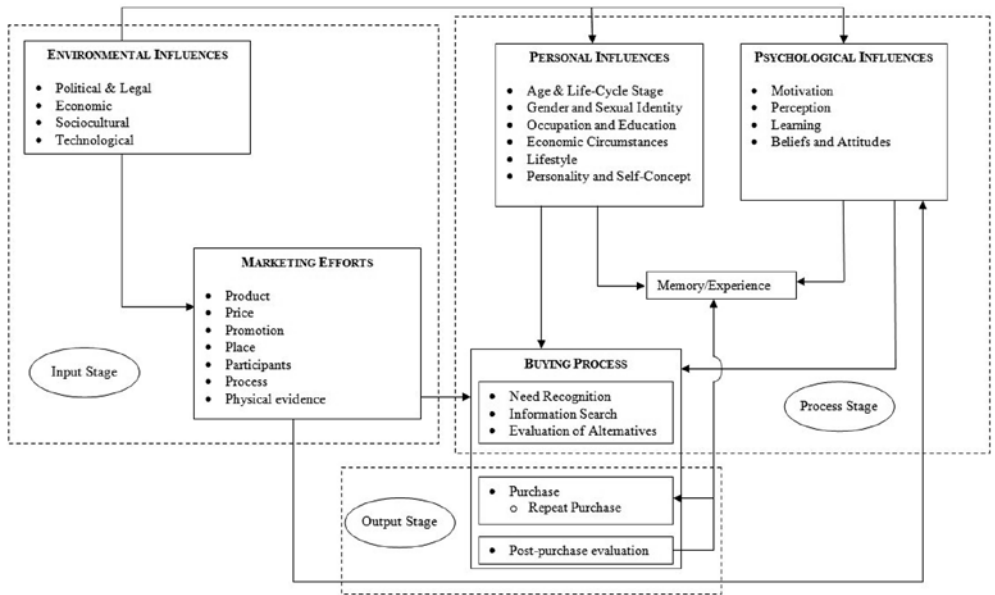 ENVIRONMENTAL INFLUENCES
• Political & Legal
• Economic
• Sociocultural
• Technological
PERSONAL INFLUENCES
• Age & Life-Cycle Stage
• Gender and Sexual Identity
• Occupation and Education
• Economic Circumstances
• Lifestyle
• Personality and Self-Concept
PSYCHOLOGICAL INFLUENCES
• Motivation
• Perception
• Learning
• Beliefs and Attitudes
MARKETING EFFORTS
• Product
• Price
• Promotion
• Place
• Participants
• Process
• Physical evidence
Input Stage
Memory/Experience
BUYING PROCESS
• Need Recognition
• Information Search
• Evaluation of Alternatives
Process Stage
• Purchase
o Repeat Purchase
• Post-purchase evaluation
Output Stage